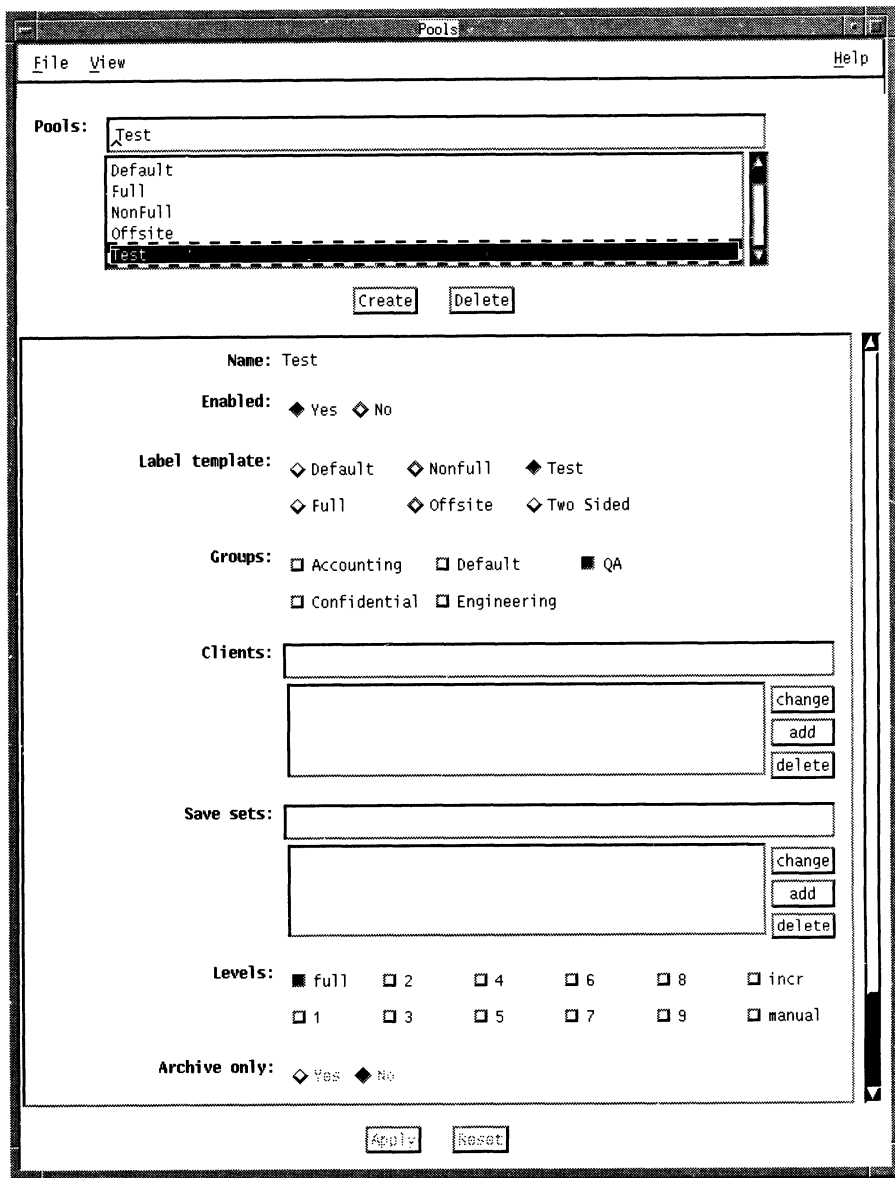 Pools
File View Help
Pools: Test
Default
Full
NonFull
Offsite
Test
Create Delete
Name: Test
Enabled: Yes No
Label template: Default Nonfull Test
Full Offsite Two Sided
Groups: Accounting Default QA
Confidential Engineering
Clients:
change
add
delete
Save sets:
change
add
delete
Levels: full 2 4 6 8 incr
1 3 5 7 9 manual
Archive only: Yes No
Apply Reset